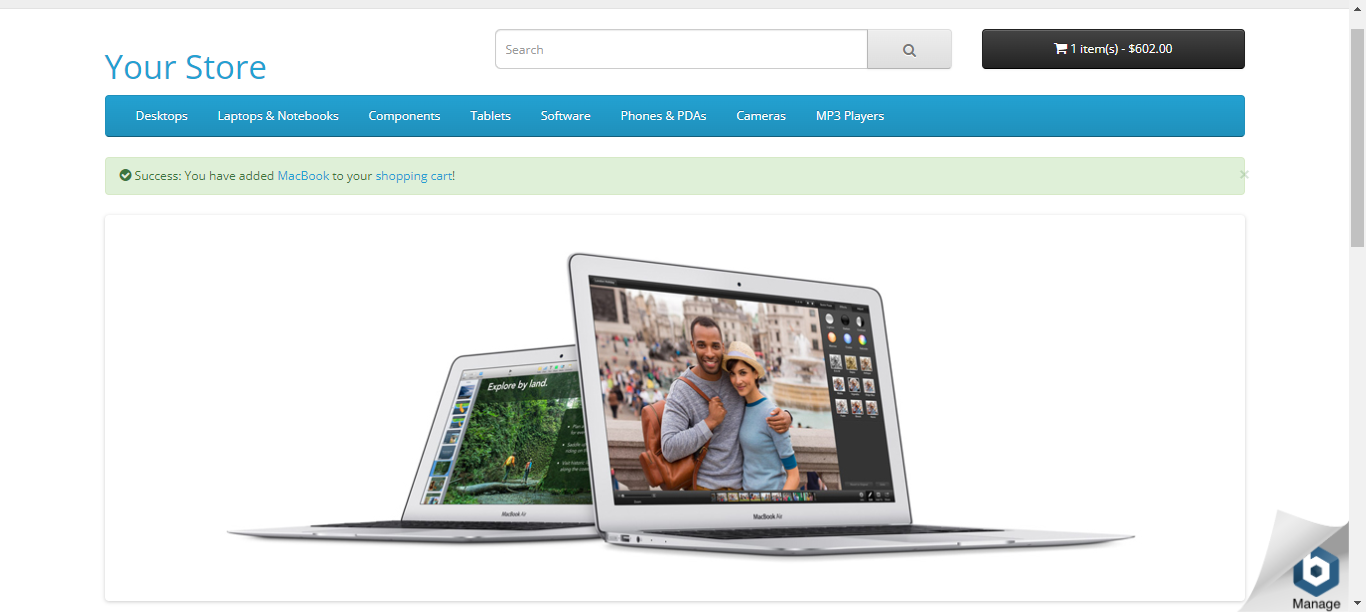 Your Store
Search
1 item(s) - $602.00
Desktops
Laptops & Notebooks
Components
Tablets
Software
Phones & PDAs
Cameras
MP3 Players
Success: You have added MacBook to your shopping cart!
×
Explore by land.
MacBook Air
MacBook Air
b
Manage